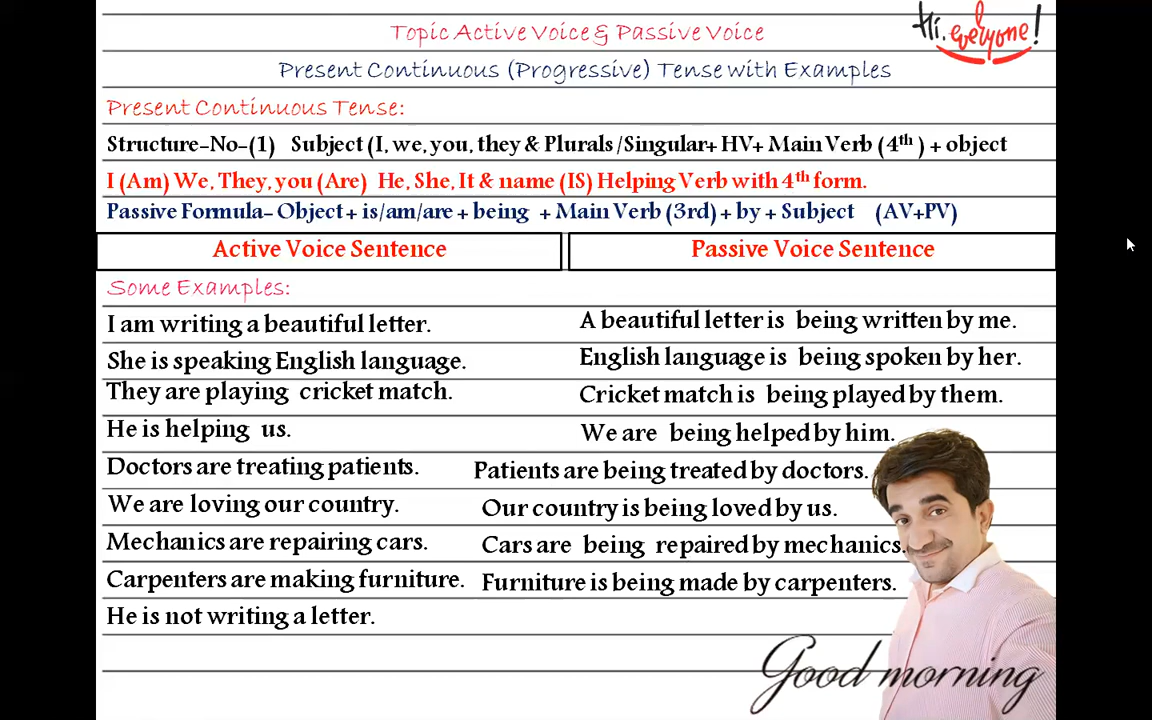 Hi, everyone!
Topic Active Voice & Passive Voice
Present Continuous (Progressive) Tense with Examples
Present Continuous Tense:
Structure-No-(1) Subject (I, we, you, they & Plurals /Singular+ HV+ Main Verb (4th ) + object
I (Am) We, They, you (Are) He, She, It & name (IS) Helping Verb with 4th form.
Passive Formula- Object + is/am/are + being + Main Verb (3rd) + by + Subject (AV+PV)
Active Voice Sentence Passive Voice Sentence
Some Examples:
I am writing a beautiful letter. A beautiful letter is being written by me.
She is speaking English language. English language is being spoken by her.
They are playing cricket match. Cricket match is being played by them.
He is helping us. We are being helped by him.
Doctors are treating patients. Patients are being treated by doctors.
We are loving our country. Our country is being loved by us.
Mechanics are repairing cars. Cars are being repaired by mechanics.
Carpenters are making furniture. Furniture is being made by carpenters.
He is not writing a letter.
Good morning